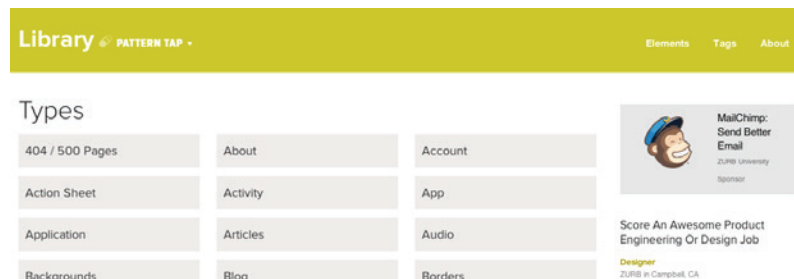 Library PATTERN TAP
Elements Tags About
Types
404 / 500 Pages About Account
Action Sheet Activity App
Application Articles Audio
Backgrounds Blog Borders
MailChimp:
Send Better
Email
ZURB University
Sponsor
Score An Awesome Product
Engineering Or Design Job
Designer
ZURB in Campbell, CA